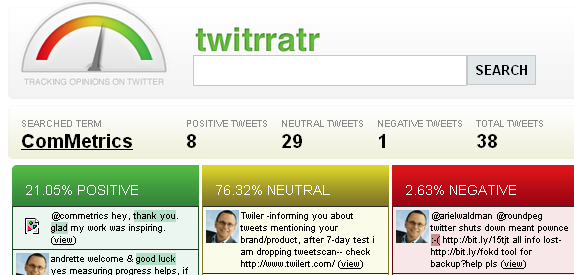 twitrratr
TRACKING OPINIONS ON TWITTER
SEARCH
SEARCHED TERM
POSITIVE TWEETS
NEUTRAL TWEETS
NEGATIVE TWEETS
TOTAL TWEETS
ComMetrics
8
29
1
38
21.05% POSITIVE
@commetrics hey, thank you.
glad my work was inspiring.
(view)
andrette welcome & good luck
yes measuring progress helps, if
76.32% NEUTRAL
Twiler -informing you about
tweets mentioning your
brand/product, after 7-day test i
am dropping tweetscan-- check
http://www.twilert.com/ (view)
2.63% NEGATIVE
@arielwaldman @roundpeg
twitter shuts down meant pownce
:-( http://bit.ly/15tjt all info lost-
http://bit.ly/fokd tool for
backup?help pls (view)